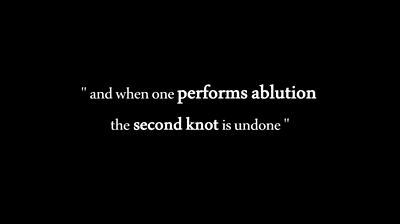 " and when one performs ablution
the second knot is undone "